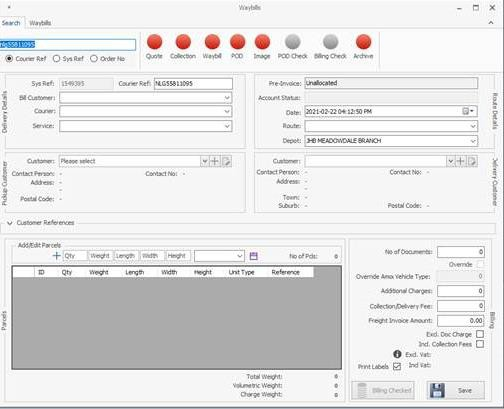 Waybills
Search Waybills
nlg55811095
Courier Ref Sys Ref Order No
Quote Collection Waybill POD Image POD Check Billing Check Archive
Delivery Details
Sys Ref: 1549395 Courier Ref: NLG55811095
Bill Customer:
Courier:
Service:
Route Details
Pre-Invoice: Unallocated
Account Status:
Date: 2021-02-22 04:12:50 PM
Route:
Depot: JHB MEADOWDALE BRANCH
Pickup Customer
Customer: Please select
Contact Person: - Contact No: -
Address: -
-
Postal Code: -
Delivery Customer
Customer:
Contact Person: - Contact No: -
Address: -
-
Town: -
Suburb: - Postal Code: -
Customer References
Parcels
Add/Edit Parcels
Qty Weight Length Width Height No of Pcls: 0
ID Qty Weight Length Width Height Unit Type Reference
Total Weight: 0
Volumetric Weight: 0
Charge Weight: 0
Billing
No of Documents: 0
Override
Override Amx Vehicle Type: 0
Additional Charges: 0
Collection/Delivery Fee: 0
Freight Invoice Amount: 0.00
Excl. Doc Charge
Incl. Collection Fees
Excl. Vat:
Print Labels Incl Vat:
Billing Checked Save